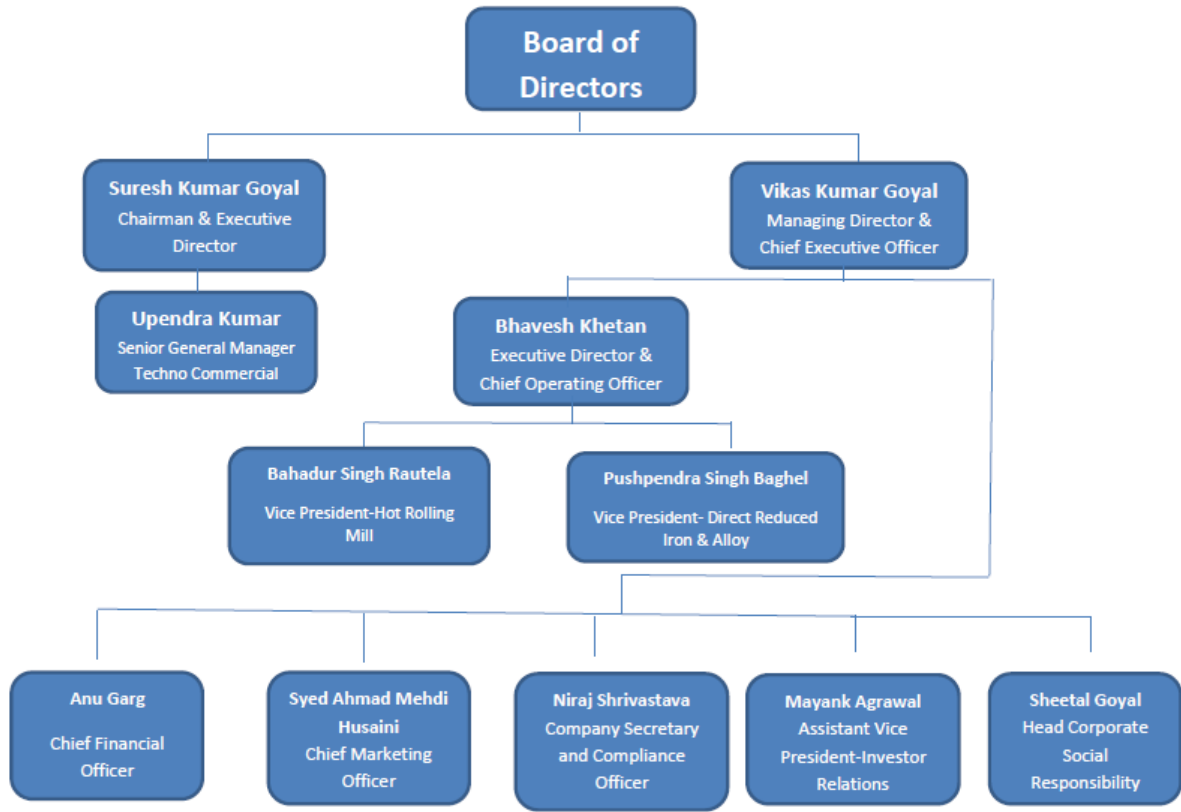 Board of
Directors
Suresh Kumar Goyal
Chairman & Executive
Director
Vikas Kumar Goyal
Managing Director &
Chief Executive Officer
Upendra Kumar
Senior General Manager
Techno Commercial
Bhavesh Khetan
Executive Director &
Chief Operating Officer
Bahadur Singh Rautela
Vice President-Hot Rolling
Mill
Pushpendra Singh Baghel
Vice President- Direct Reduced
Iron & Alloy
Anu Garg
Chief Financial
Officer
Syed Ahmad Mehdi
Husaini
Chief Marketing
Officer
Niraj Shrivastava
Company Secretary
and Compliance
Officer
Mayank Agrawal
Assistant Vice
President-Investor
Relations
Sheetal Goyal
Head Corporate
Social
Responsibility